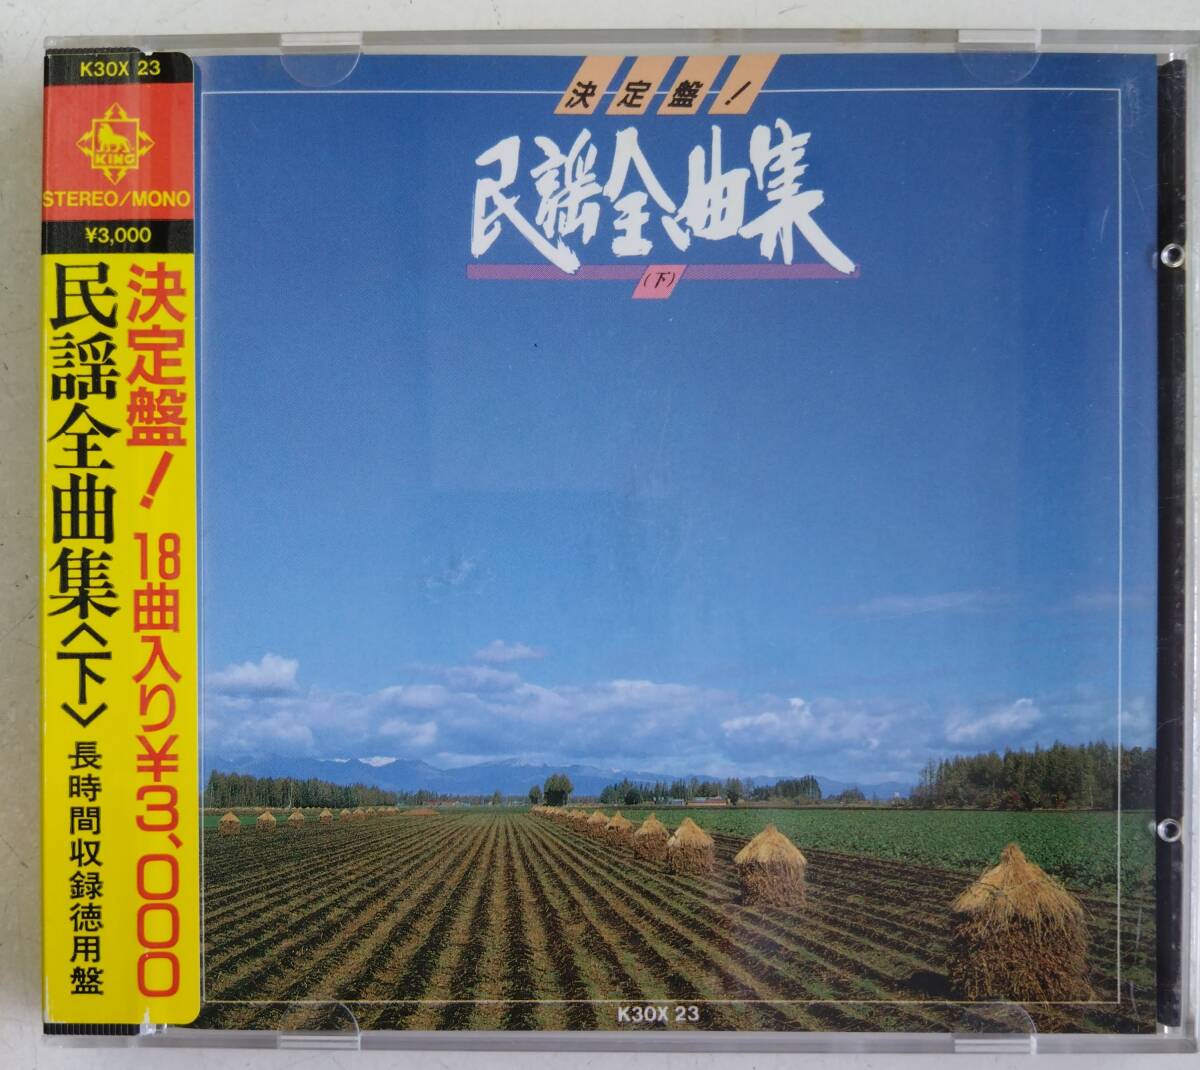 K30X 23
KING
STEREO/MONO
¥3,000
決定盤! 18曲入り¥3,000
民謡全曲集〈下〉 長時間収録徳用盤
決定盤!
民謡全曲集
(下)
K30X 23